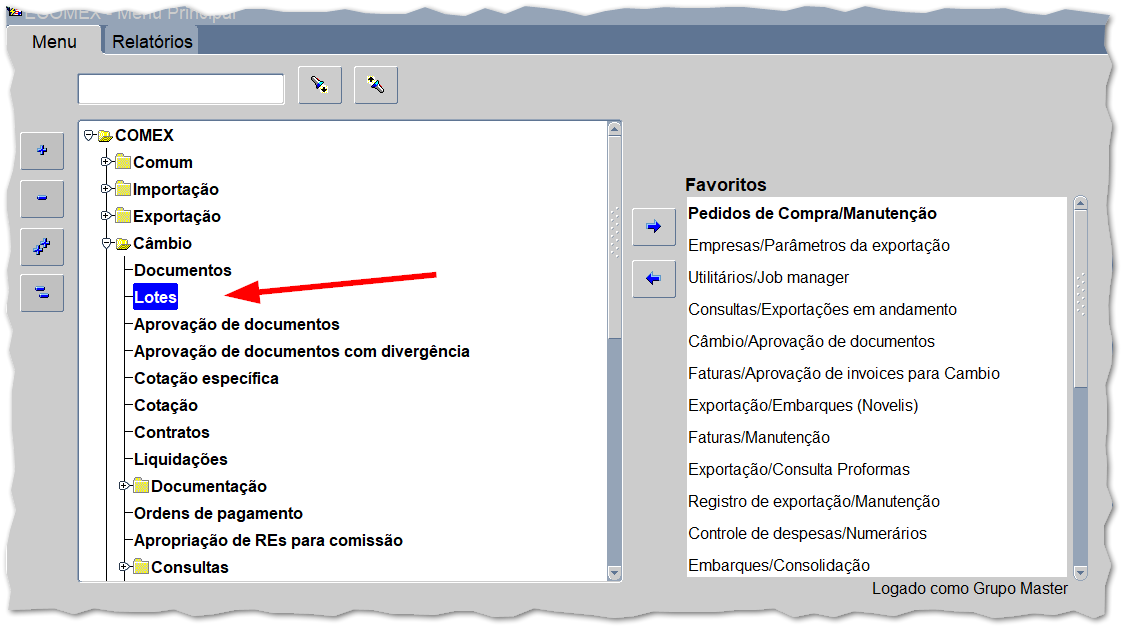 ECOMEX - Menu Principal
Menu
Relatórios
COMEX
Comum
Importação
Exportação
Câmbio
Documentos
Lotes
Aprovação de documentos
Aprovação de documentos com divergência
Cotação específica
Cotação
Contratos
Liquidações
Documentação
Ordens de pagamento
Apropriação de REs para comissão
Consultas
Favoritos
Pedidos de Compra/Manutenção
Empresas/Parâmetros da exportação
Utilitários/Job manager
Consultas/Exportações em andamento
Câmbio/Aprovação de documentos
Faturas/Aprovação de invoices para Cambio
Exportação/Embarques (Novelis)
Faturas/Manutenção
Exportação/Consulta Proformas
Registro de exportação/Manutenção
Controle de despesas/Numerários
Embarques/Consolidação
Logado como Grupo Master